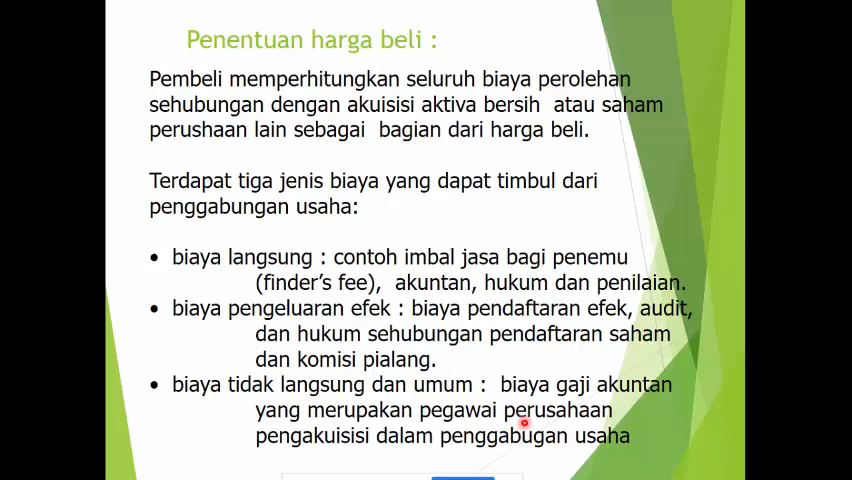 Penentuan harga beli :
Pembeli memperhitungkan seluruh biaya perolehan
sehubungan dengan akuisisi aktiva bersih atau saham
perushaan lain sebagai bagian dari harga beli.
Terdapat tiga jenis biaya yang dapat timbul dari
penggabungan usaha:
• biaya langsung : contoh imbal jasa bagi penemu
(finder's fee), akuntan, hukum dan penilaian.
• biaya pengeluaran efek : biaya pendaftaran efek, audit,
dan hukum sehubungan pendaftaran saham
dan komisi pialang.
• biaya tidak langsung dan umum : biaya gaji akuntan
yang merupakan pegawai perusahaan
pengakuisisi dalam penggabugan usaha